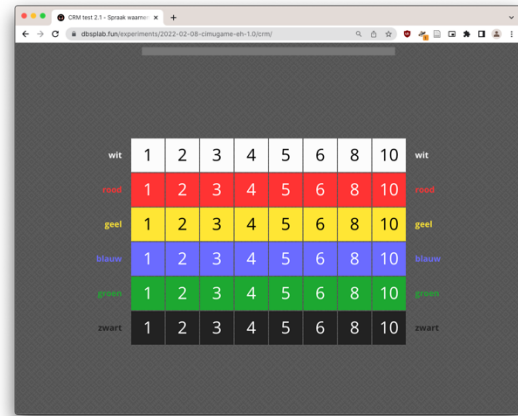 CRM test 2.1 - Spraak waarnem
dbsplab.fun/experiments/2022-02-08-cimugame-eh-1.0/crm/
wit 1 2 3 4 5 6 8 10 wit
rood 1 2 3 4 5 6 8 10 rood
geel 1 2 3 4 5 6 8 10 geel
blauw 1 2 3 4 5 6 8 10 blauw
groen 1 2 3 4 5 6 8 10 groen
zwart 1 2 3 4 5 6 8 10 zwart